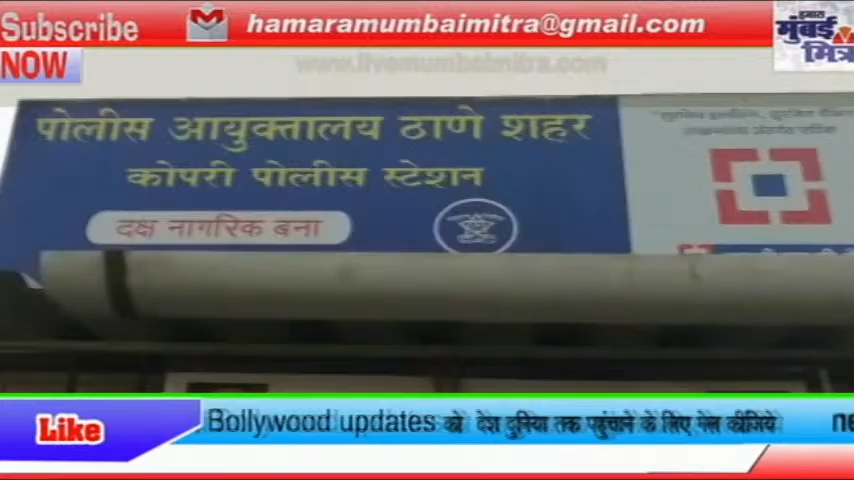 Subscribe
hamaramumbaimitra@gmail.com
हमारा
मुंबई
मित्र
NOW
www.livemumbaimitra.com
पोलीस आयुक्तालय ठाणे शहर
कोपरी पोलीस स्टेशन
दक्ष नागरिक बना
Like
Bollywood updates को देश दुनिया तक पहुंचाने के लिए मेल कीजिये